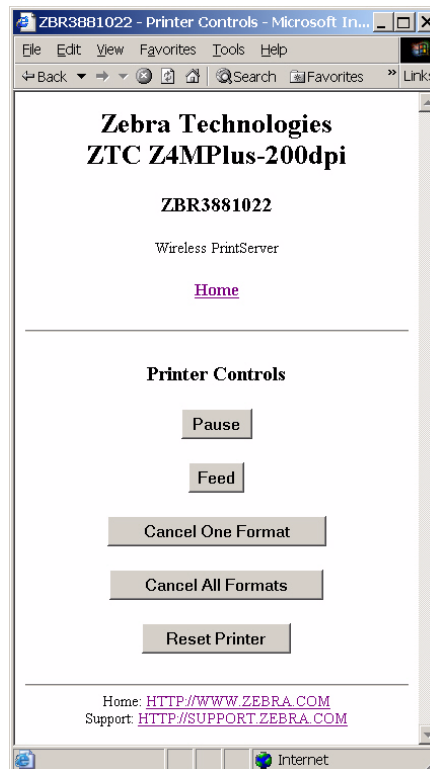 ZBR3881022 - Printer Controls - Microsoft In...
File Edit View Favorites Tools Help
Back Search Favorites » Links
Zebra Technologies
ZTC Z4MPlus-200dpi
ZBR3881022
Wireless PrintServer
Home
Printer Controls
Pause
Feed
Cancel One Format
Cancel All Formats
Reset Printer
Home: HTTP://WWW.ZEBRA.COM
Support: HTTP://SUPPORT.ZEBRA.COM
Internet